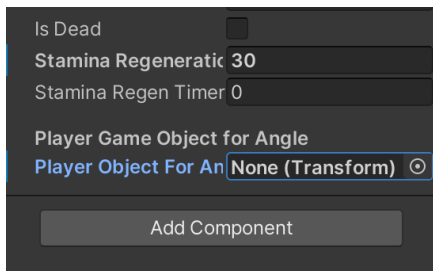 Is Dead
Stamina Regeneratic 30
Stamina Regen Timer 0
Player Game Object for Angle
Player Object For An None (Transform)
Add Component